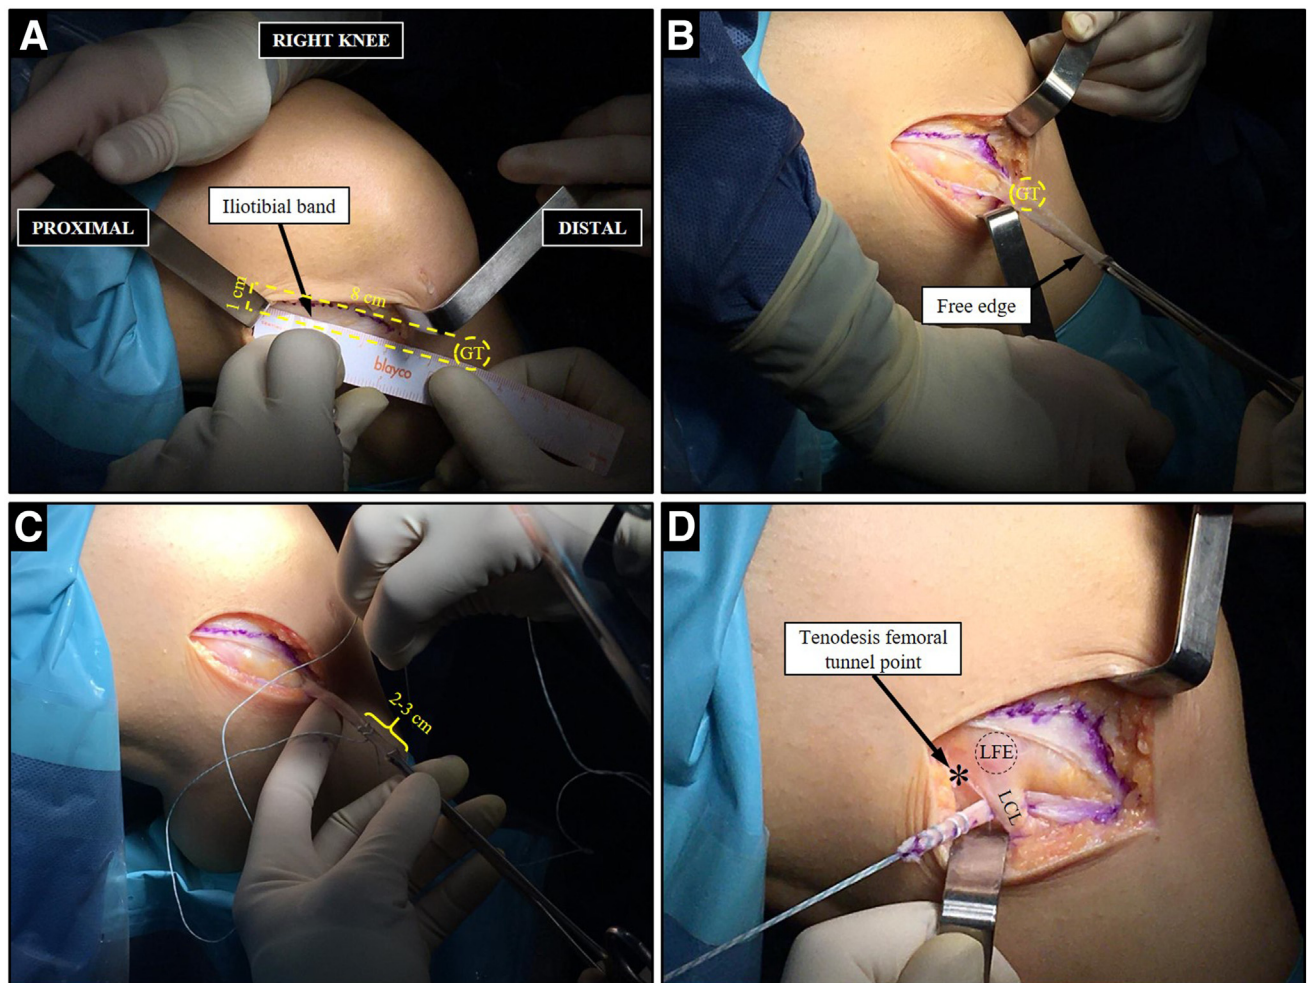 A
RIGHT KNEE
Iliotibial band
PROXIMAL
DISTAL
1 cm
8 cm
GT
blayco
B
GT
Free edge
C
2-3 cm
D
Tenodesis femoral
tunnel point
LFE
*
LCL